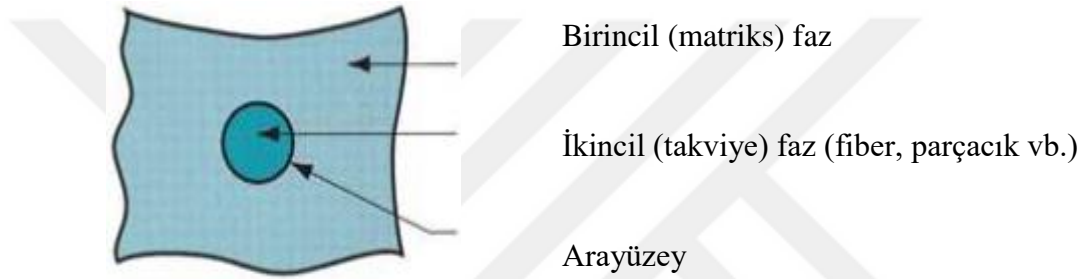 Birincil (matriks) faz
İkincil (takviye) faz (fiber, parçacık vb.)
Arayüzey